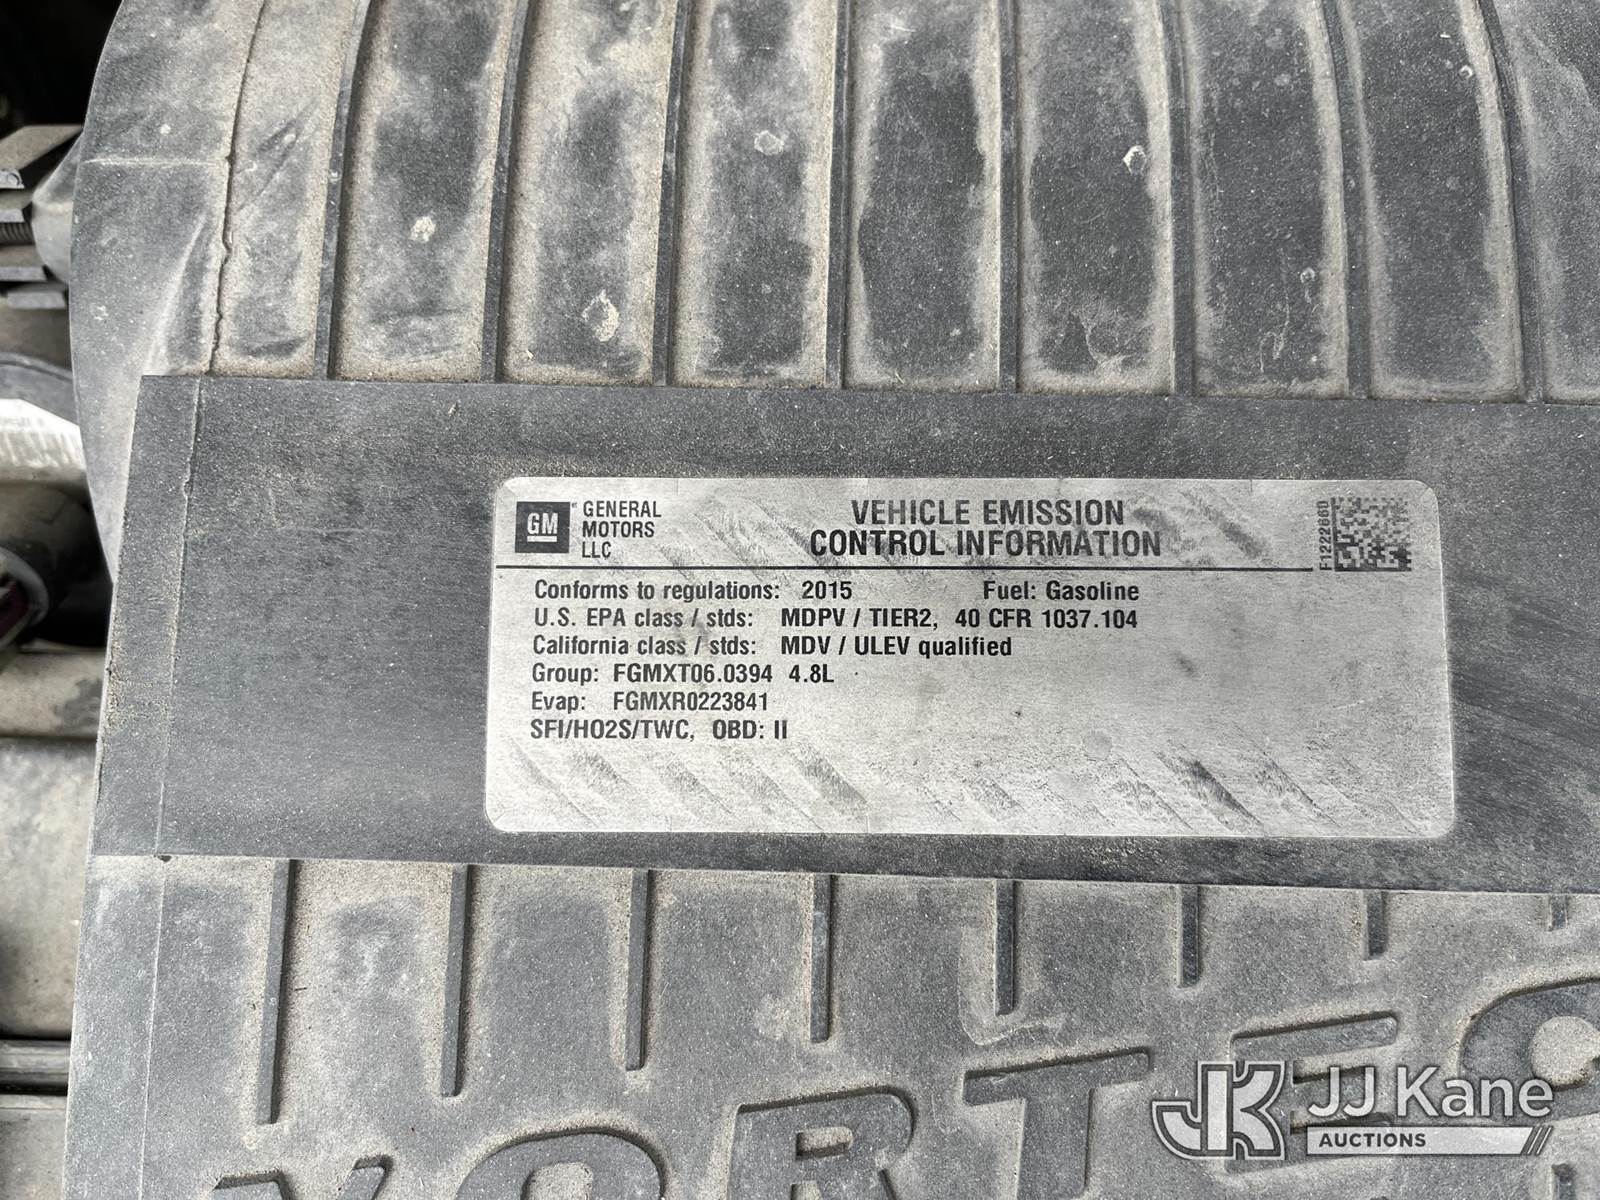 GM GENERAL
MOTORS
LLC
VEHICLE EMISSION
CONTROL INFORMATION
F1222660
Conforms to regulations: 2015 Fuel: Gasoline
U.S. EPA class / stds: MDPV / TIER2, 40 CFR 1037.104
California class / stds: MDV / ULEV qualified
Group: FGMXT06.0394 4.8L
Evap: FGMXR0223841
SFI/HO2S/TWC, OBD: II
VORTEC
JK JJ Kane
AUCTIONS